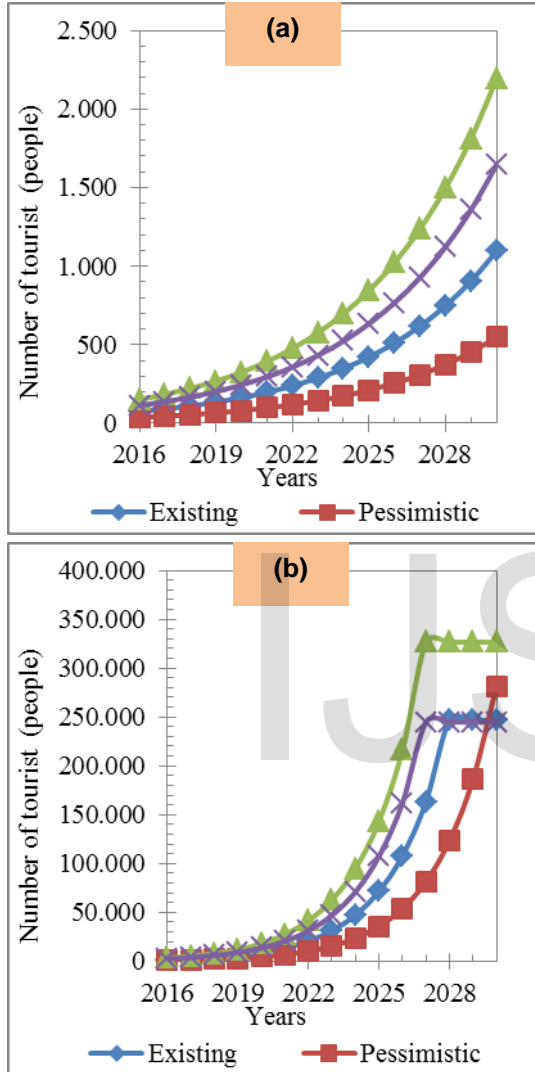 (a)
2.500
2.000
1.500
1.000
500
0
Number of tourist (people)
2016 2019 2022 2025 2028
Years
Existing Pessimistic
(b)
400.000
350.000
300.000
250.000
200.000
150.000
100.000
50.000
0
Number of tourist (people)
2016 2019 2022 2025 2028
Years
Existing Pessimistic
IJS